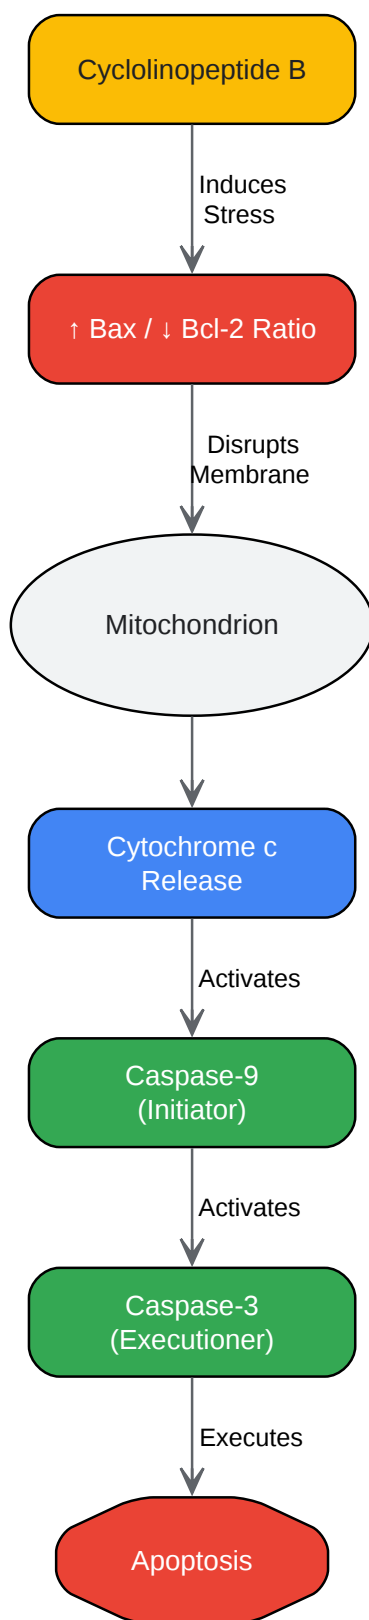 Cyclolinopeptide B
Induces
Stress
↑ Bax / ↓ Bcl-2 Ratio
Disrupts
Membrane
Mitochondrion
Cytochrome c
Release
Activates
Caspase-9
(Initiator)
Activates
Caspase-3
(Executioner)
Executes
Apoptosis